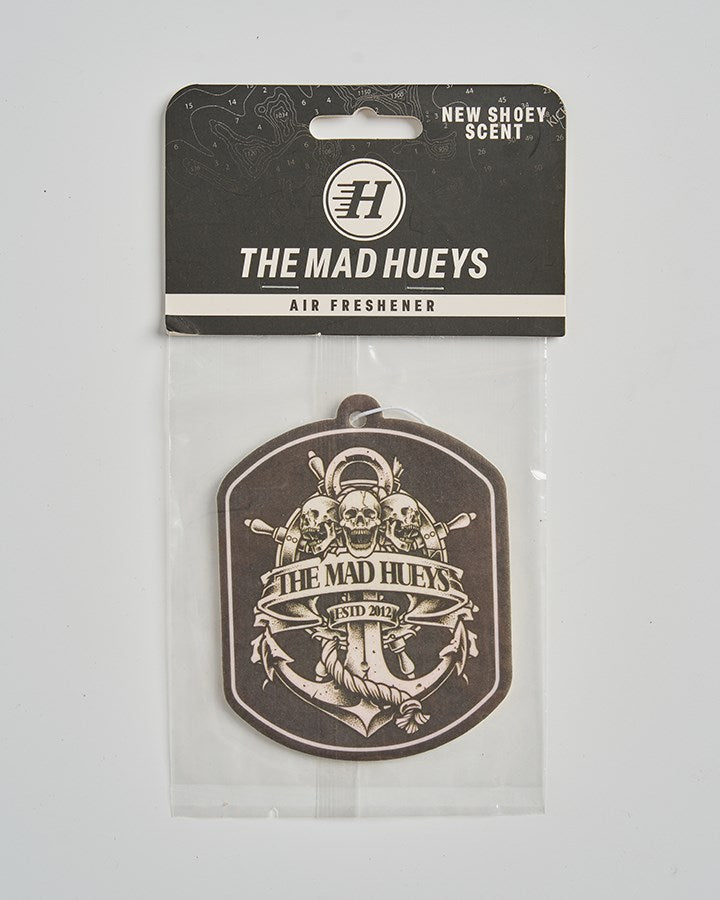 NEW SHOEY
SCENT
H
THE MAD HUEYS
AIR FRESHENER
THE MAD HUEYS
ESTD 2012